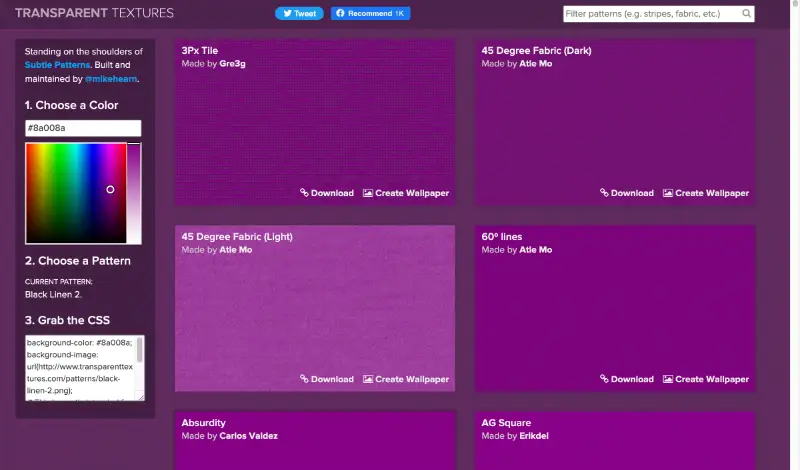 TRANSPARENT TEXTURES
Tweet
Recommend 1K
Filter patterns (e.g. stripes, fabric, etc.)
Standing on the shoulders of
Subtle Patterns. Built and
maintained by @mikehearn.
1. Choose a Color
#8a008a
2. Choose a Pattern
CURRENT PATTERN:
Black Linen 2.
3. Grab the CSS
background-color: #8a008a;
background-image:
url(http://www.transparenttex
tures.com/patterns/black-
linen-2.png);
3Px Tile
Made by Gre3g
Download Create Wallpaper
45 Degree Fabric (Dark)
Made by Atle Mo
Download Create Wallpaper
45 Degree Fabric (Light)
Made by Atle Mo
Download Create Wallpaper
60º lines
Made by Atle Mo
Download Create Wallpaper
Absurdity
Made by Carlos Valdez
AG Square
Made by Erikdel